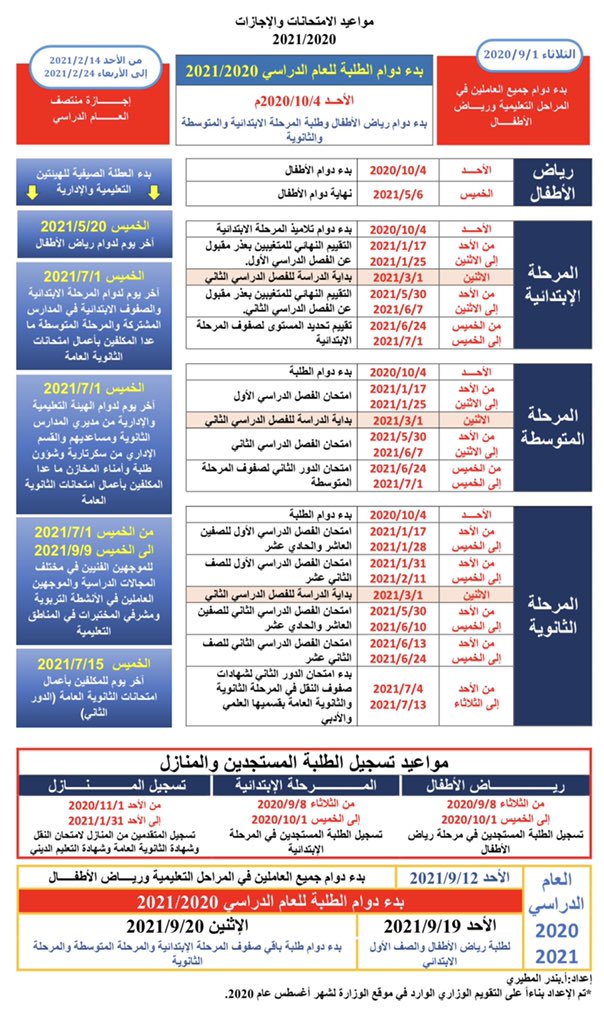 مواعيد الامتحانات والإجازات
2021/2020
الثلاثاء 2020/9/1
بدء دوام جميع العاملين في
المراحل التعليمية وريــاض
الأطفـال
بدء دوام الطلبة للعام الدراسي 2021/2020
الأحــد 2020/10/4م
بدء دوام رياض الأطفال وطلبة المرحلة الابتدائية والمتوسطة
والثانوية
من الأحد 2021/2/14
إلى الأربعاء 2021/2/24
إجــازة منتصف
العــام الدراسي
رياض
الأطفال
الأحــد 2020/10/4 بدء دوام الأطفال
الخميس 2021/5/6 نهاية دوام الأطفال
المرحلة
الإبتدائية
الأحــد 2020/10/4 بدء دوام تلاميذ المرحلة الابتدائية
من الأحد 2021/1/17 التقييم النهائي للمتغيبين بعذر مقبول
إلى الاثنين 2021/1/25 عن الفصل الدراسي الأول.
الاثنين 2021/3/1 بداية الدراسة للفصل الدراسي الثاني
من الأحد 2021/5/30 التقييم النهائي للمتغيبين بعذر مقبول
إلى الاثنين 2021/6/7 عن الفصل الدراسي الثاني.
من الخميس 2021/6/24 تقييم تحديد المستوى لصفوف المرحلة
إلى الخميس 2021/7/1 الابتدائية
المرحلة
المتوسطة
الأحــد 2020/10/4 بدء دوام الطلبة
من الأحد 2021/1/17 امتحان الفصل الدراسي الأول
إلى الاثنين 2021/1/25
الاثنين 2021/3/1 بداية الدراسة للفصل الدراسي الثاني
من الأحد 2021/5/30 امتحان الفصل الدراسي الثاني
إلى الاثنين 2021/6/7
من الخميس 2021/6/24 امتحان الدور الثاني لصفوف المرحلة
إلى الخميس 2021/7/1 المتوسطة
المرحلة
الثانوية
الأحــد 2020/10/4 بدء دوام الطلبة
من الأحد 2021/1/17 امتحان الفصل الدراسي الأول للصفين
إلى الخميس 2021/1/28 العاشر والحادي عشر
من الأحد 2021/1/31 امتحان الفصل الدراسي الأول للصف
إلى الخميس 2021/2/11 الثاني عشر
الاثنين 2021/3/1 بداية الدراسة للفصل الدراسي الثاني
من الأحد 2021/5/30 امتحان الفصل الدراسي الثاني للصفين
إلى الخميس 2021/6/10 العاشر والحادي عشر
من الأحد 2021/6/13 امتحان الفصل الدراسي الثاني للصف
إلى الخميس 2021/6/24 الثاني عشر
من الأحد 2021/7/4 بدء امتحان الدور الثاني لشهادات
إلى الثلاثاء 2021/7/13 صفوف النقل في المرحلة الثانوية
والثانوية العامة بقسميها العلمي
والأدبي
بدء العطلة الصيفية للهيئتين
التعليمية والإدارية
الخميس 2021/5/20
آخر يوم لدوام رياض الأطفال
الخميس 2021/7/1
آخر يوم لدوام المرحلة الابتدائية
والصفوف الابتدائية في المدارس
المشتركة والمرحلة المتوسطة ما
عدا المكلفين بأعمال امتحانات
الثانوية العامة
الخميس 2021/7/1
آخر يوم لدوام الهيئة التعليمية
والإدارية من مديري المدارس
الثانوية ومساعديهم والقسم
الإداري من سكرتارية وشؤون
طلبة وأمناء المخازن ما عدا
المكلفين بأعمال امتحانات الثانوية
العامة
من الخميس 2021/7/1
الى الخميس 2021/9/9
للموجهين الفنيين في مختلف
المجالات الدراسية والموجهين
العاملين في الأنشطة التربوية
ومشرفي المختبرات في المناطق
التعليمية
الخميس 2021/7/15
آخر يوم للمكلفين بأعمال
امتحانات الثانوية العامة (الدور
الثاني)
مواعيد تسجيل الطلبة المستجدين والمنازل
ريـــاض الأطفال
من الثلاثاء 2020/9/8
إلى الخميس 2020/10/1
تسجيل الطلبة المستجدين في مرحلة رياض
الأطفال
المــرحلة الإبتدائية
من الثلاثاء 2020/9/8
إلى الخميس 2020/10/1
تسجيل الطلبة المستجدين في المرحلة
الإبتدائية
تسجيل المـــنــازل
من الأحد 2020/11/1
إلى الأحد 2021/1/31
تسجيل المتقدمين من المنازل لامتحان النقل
وشهادة الثانوية العامة وشهادة التعليم الديني
العام
الدراسي
2020
2021
الأحد 2021/9/12 بدء دوام جميع العاملين في المراحل التعليمية وريــاض الأطفــال
بدء دوام الطلبة للعام الدراسي 2021/2020
الأحد 2021/9/19
لطلبة رياض الأطفال والصف الأول
الابتدائي
الإثنين 2021/9/20
بدء دوام طلبة باقي صفوف المرحلة الإبتدائية والمرحلة المتوسطة والمرحلة
الثانوية
إعداد:أ.بندر المطيري
*تم الإعداد بناءاً على التقويم الوزاري الوارد في موقع الوزارة لشهر أغسطس عام 2020.